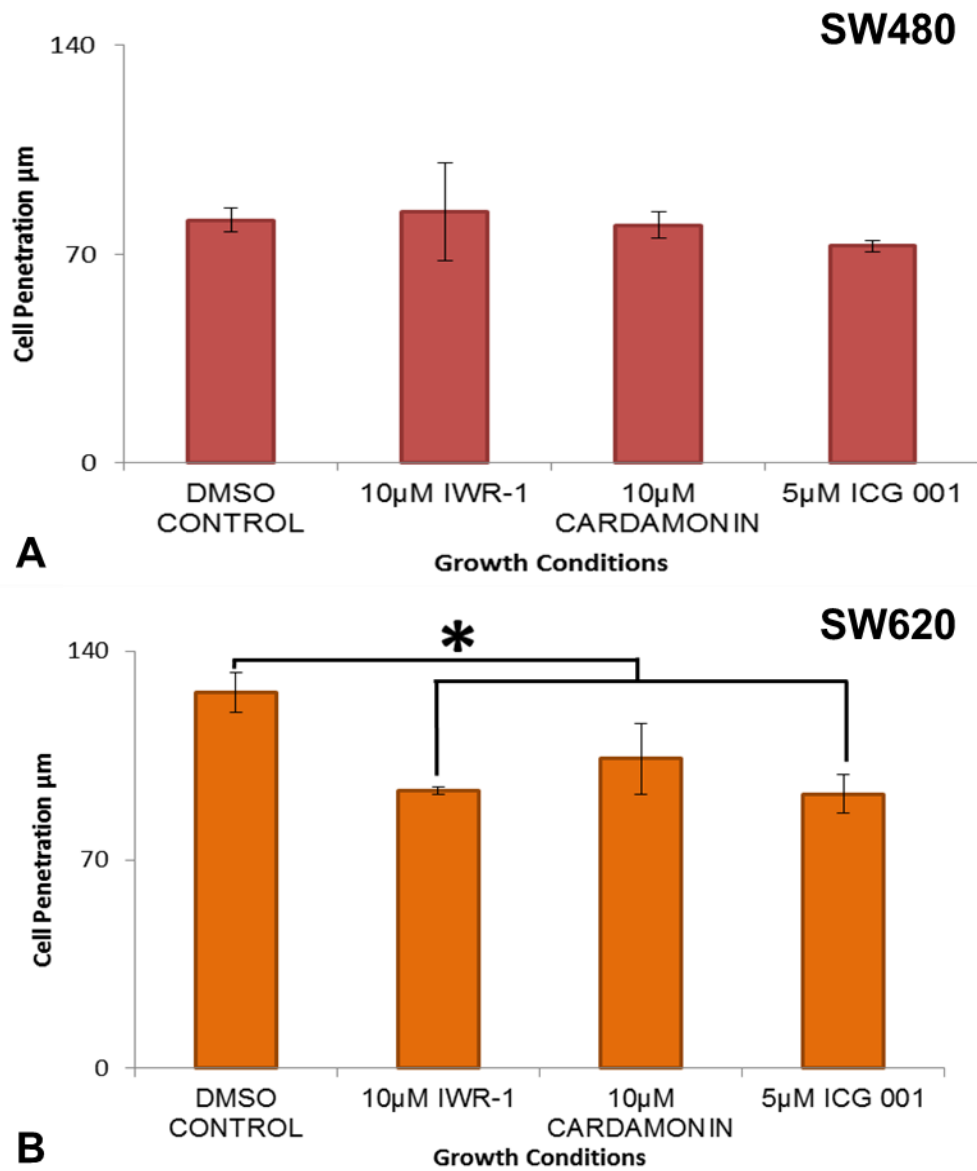 SW480
140
70
0
Cell Penetration µm
DMSO
CONTROL
10µM IWR-1
10µM
CARDAMONIN
5µM ICG 001
A
Growth Conditions
SW620
*
140
70
0
Cell Penetration µm
DMSO
CONTROL
10µM IWR-1
10µM
CARDAMONIN
5µM ICG 001
B
Growth Conditions